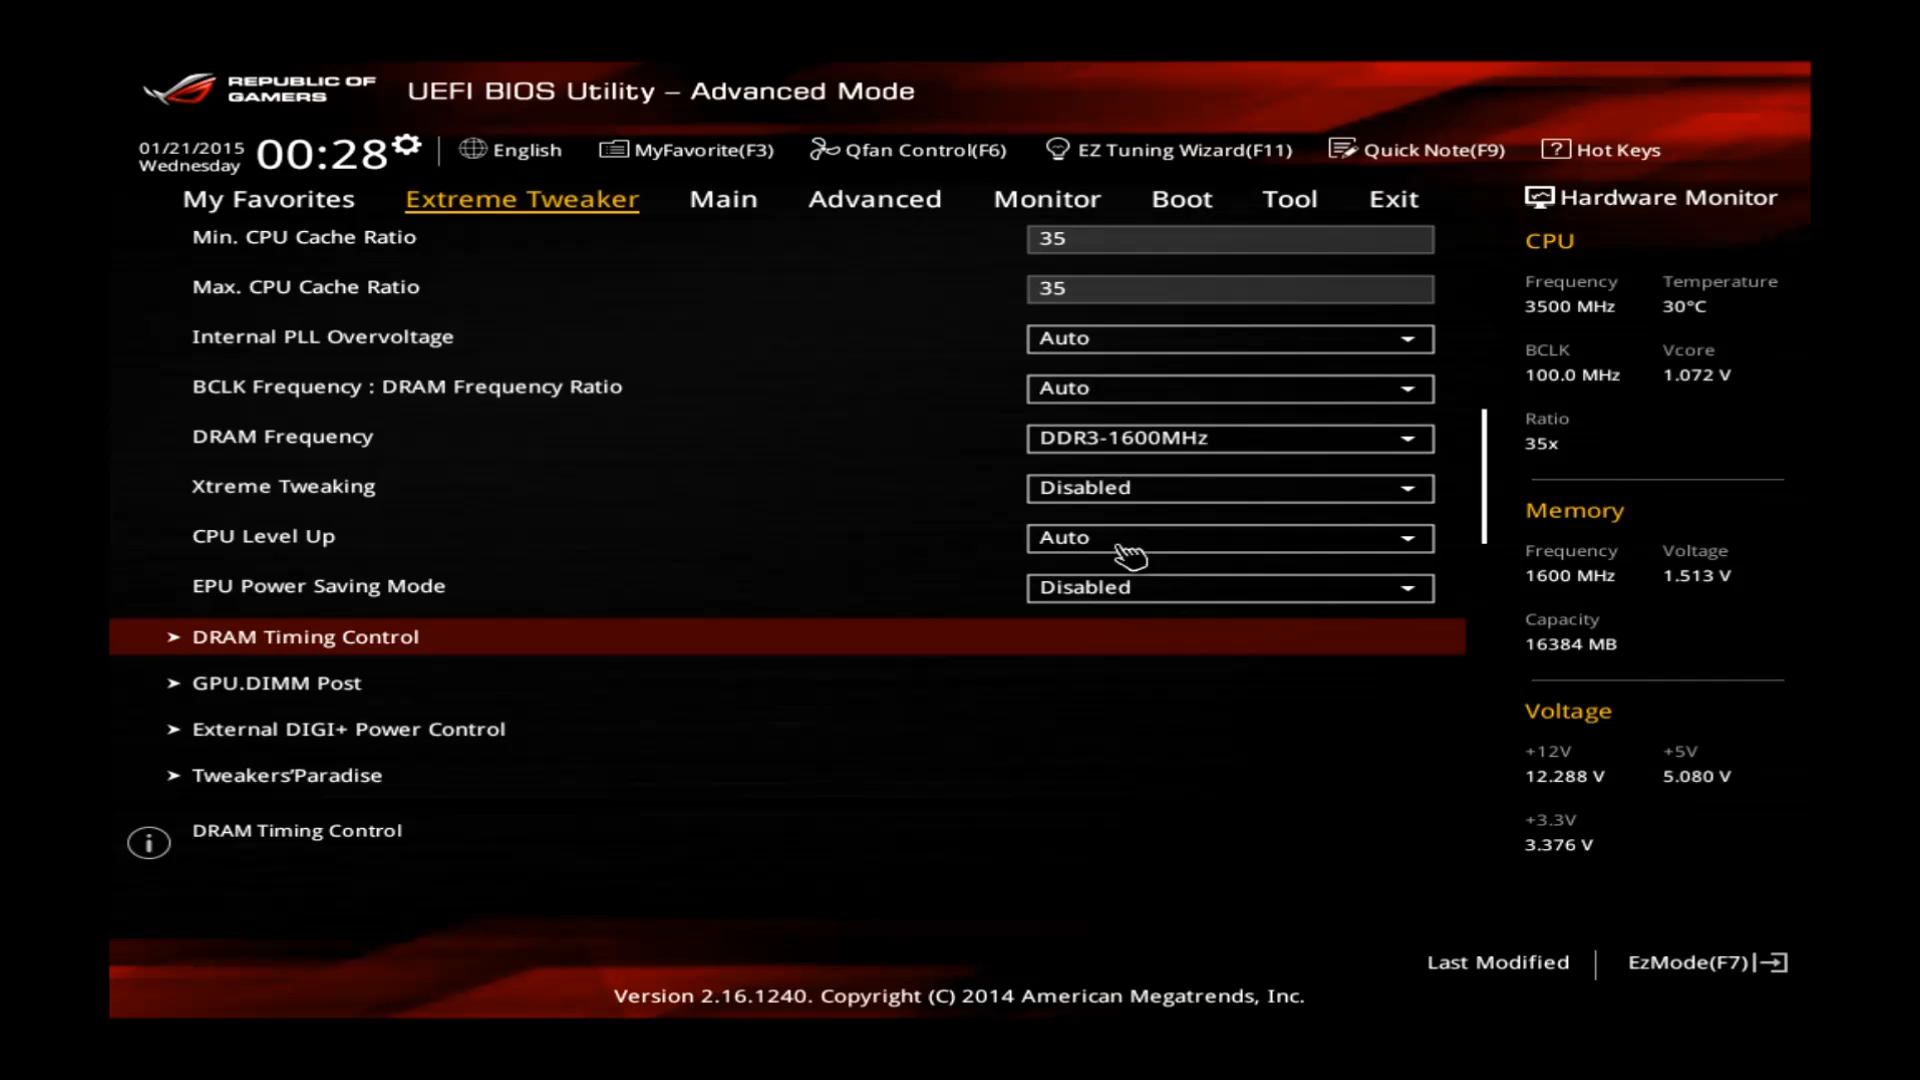 REPUBLIC OF
GAMERS
UEFI BIOS Utility – Advanced Mode
01/21/2015
Wednesday
00:28
English
MyFavorite(F3)
Qfan Control(F6)
EZ Tuning Wizard(F11)
Quick Note(F9)
? Hot Keys
My Favorites
Extreme Tweaker
Main
Advanced
Monitor
Boot
Tool
Exit
Min. CPU Cache Ratio 35
Max. CPU Cache Ratio 35
Internal PLL Overvoltage Auto
BCLK Frequency : DRAM Frequency Ratio Auto
DRAM Frequency DDR3-1600MHz
Xtreme Tweaking Disabled
CPU Level Up Auto
EPU Power Saving Mode Disabled
> DRAM Timing Control
> GPU.DIMM Post
> External DIGI+ Power Control
> Tweakers'Paradise
i DRAM Timing Control
Hardware Monitor
CPU
Frequency Temperature
3500 MHz 30°C
BCLK Vcore
100.0 MHz 1.072 V
Ratio
35x
Memory
Frequency Voltage
1600 MHz 1.513 V
Capacity
16384 MB
Voltage
+12V +5V
12.288 V 5.080 V
+3.3V
3.376 V
Last Modified
EzMode(F7)
Version 2.16.1240. Copyright (C) 2014 American Megatrends, Inc.